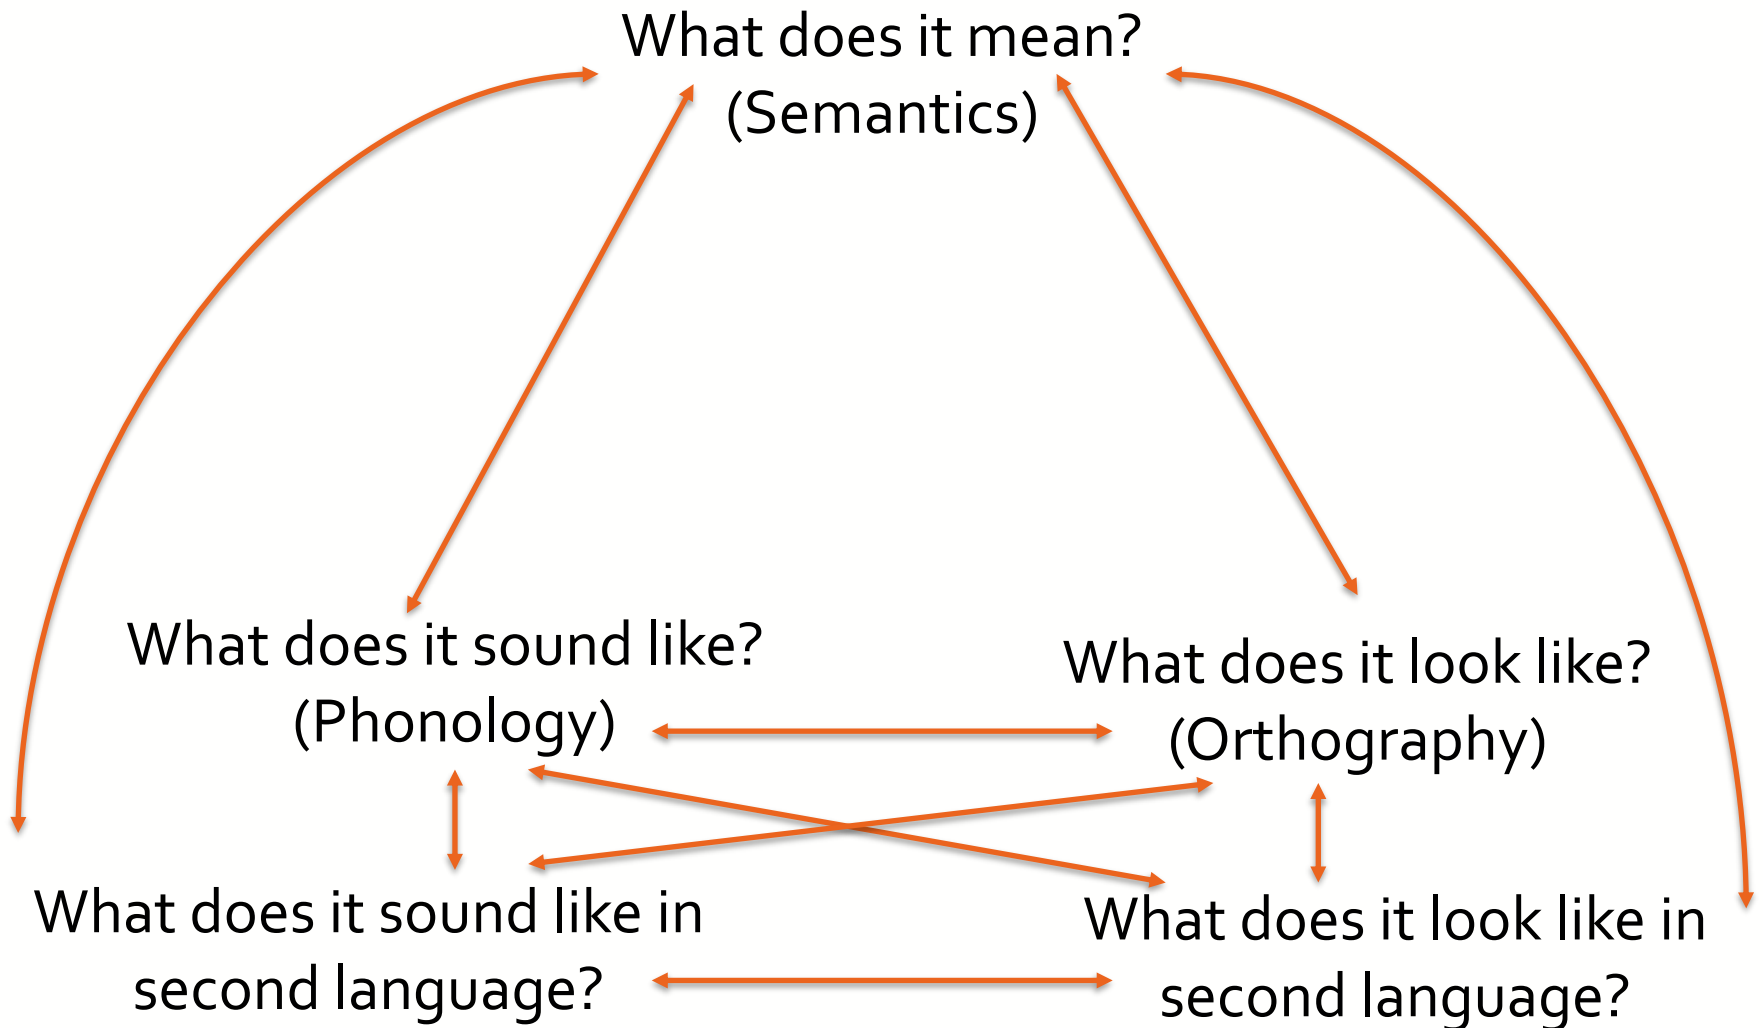 What does it mean?
(Semantics)
What does it sound like?
(Phonology)
What does it look like?
(Orthography)
What does it sound like in
second language?
What does it look like in
second language?